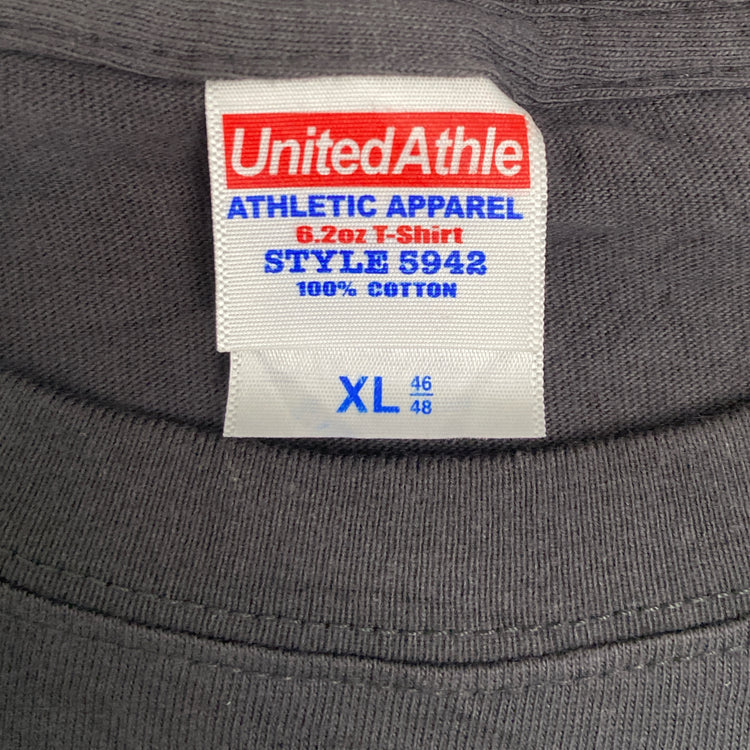 UnitedAthle
ATHLETIC APPAREL
6.2oz T-Shirt
STYLE 5942
100% COTTON
XL 46/48